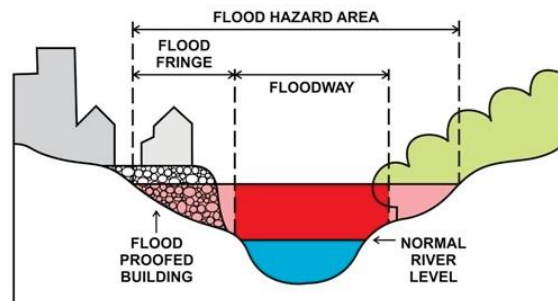 FLOOD HAZARD AREA
FLOOD
FRINGE
FLOODWAY
FLOOD
PROOFED
BUILDING
NORMAL
RIVER
LEVEL